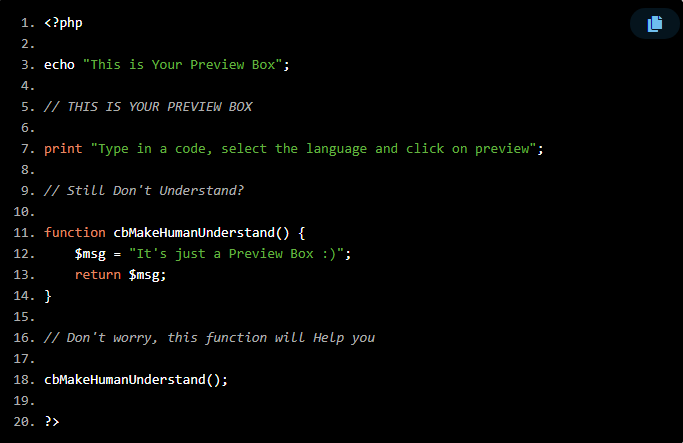 1. <?php
2.
3. echo "This is Your Preview Box";
4.
5. // THIS IS YOUR PREVIEW BOX
6.
7. print "Type in a code, select the language and click on preview";
8.
9. // Still Don't Understand?
10.
11. function cbMakeHumanUnderstand() {
12.     $msg = "It's just a Preview Box :)";
13.     return $msg;
14. }
15.
16. // Don't worry, this function will Help you
17.
18. cbMakeHumanUnderstand();
19.
20. ?>